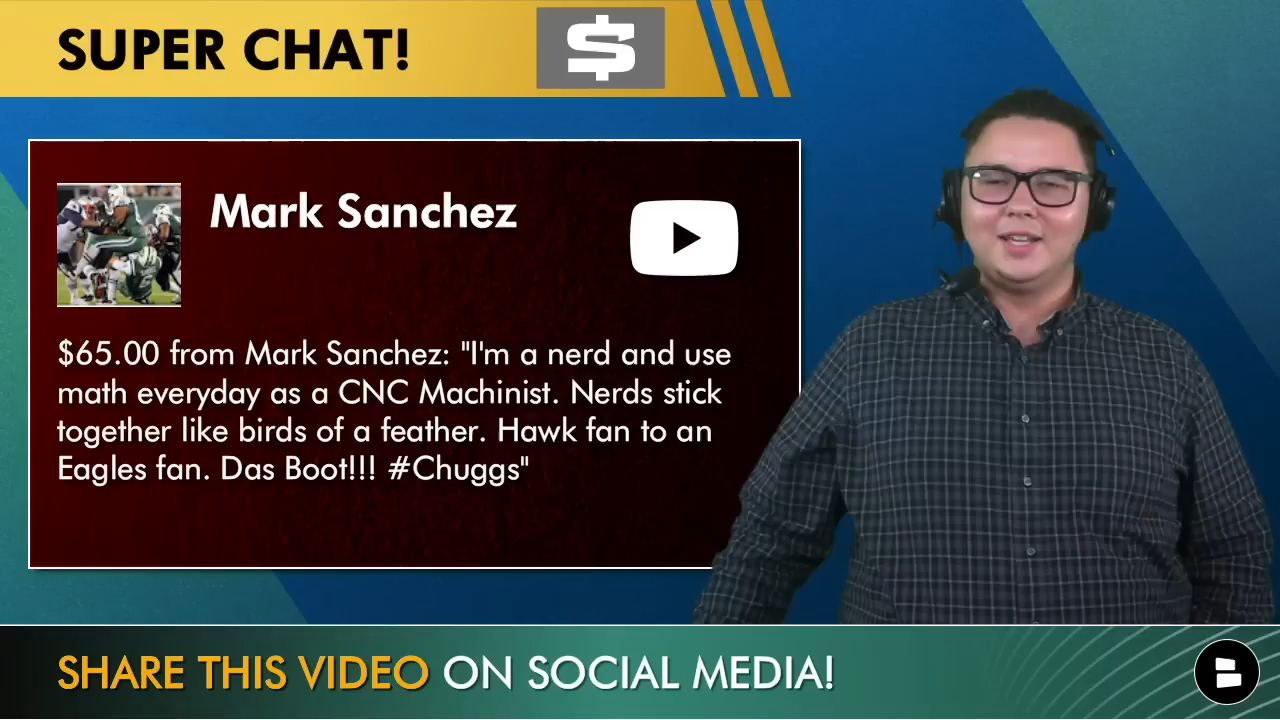 SUPER CHAT!
$
Mark Sanchez
$65.00 from Mark Sanchez: "I'm a nerd and use
math everyday as a CNC Machinist. Nerds stick
together like birds of a feather. Hawk fan to an
Eagles fan. Das Boot!!! #Chuggs"
SHARE THIS VIDEO ON SOCIAL MEDIA!